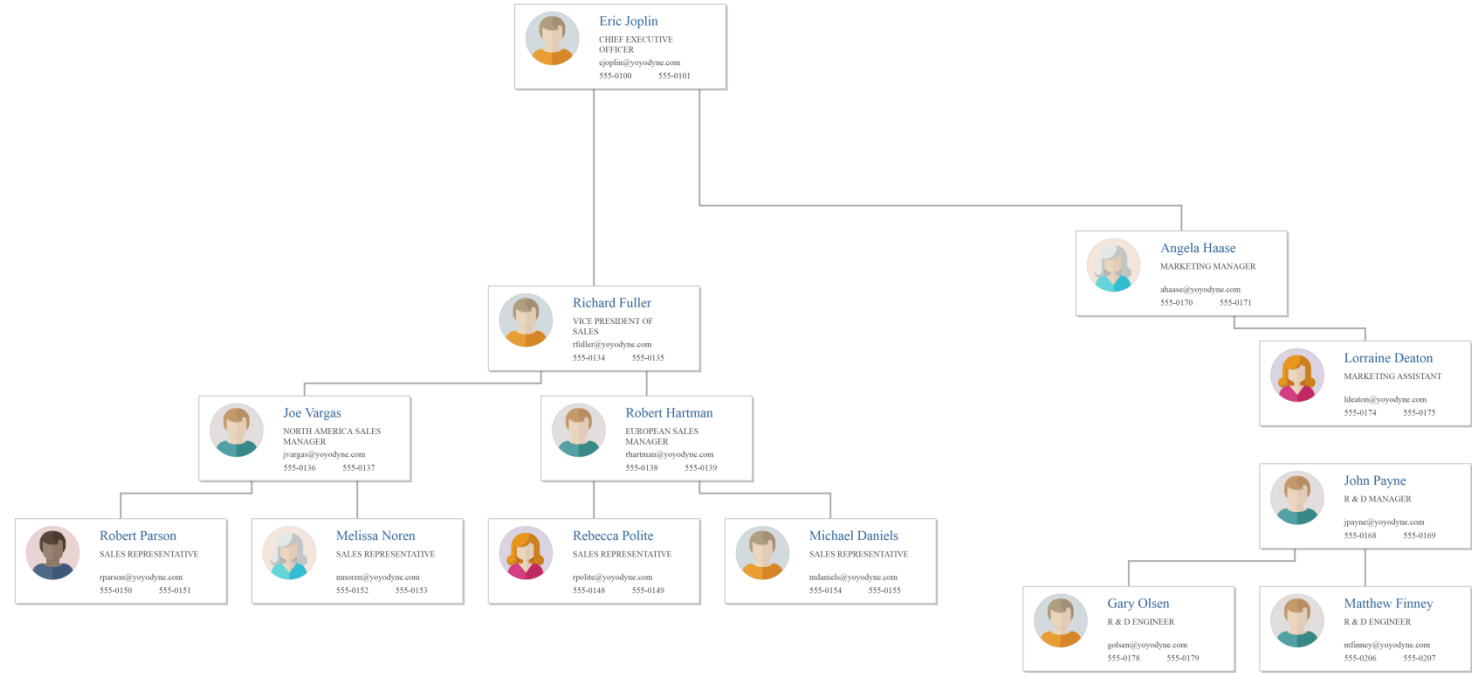 Eric Joplin
CHIEF EXECUTIVE
OFFICER
ejoplin@yoyodyne.com
555-0100 555-0101
Angela Haase
MARKETING MANAGER
ahaase@yoyodyne.com
555-0170 555-0171
Richard Fuller
VICE PRESIDENT OF
SALES
rfuller@yoyodyne.com
555-0134 555-0135
Lorraine Deaton
MARKETING ASSISTANT
ldeaton@yoyodyne.com
555-0174 555-0175
Joe Vargas
NORTH AMERICA SALES
MANAGER
jvargas@yoyodyne.com
555-0136 555-0137
Robert Hartman
EUROPEAN SALES
MANAGER
rhartman@yoyodyne.com
555-0138 555-0139
John Payne
R & D MANAGER
jpayne@yoyodyne.com
555-0168 555-0169
Robert Parson
SALES REPRESENTATIVE
rparson@yoyodyne.com
555-0150 555-0151
Melissa Noren
SALES REPRESENTATIVE
mnoren@yoyodyne.com
555-0152 555-0153
Rebecca Polite
SALES REPRESENTATIVE
rpolite@yoyodyne.com
555-0148 555-0149
Michael Daniels
SALES REPRESENTATIVE
mdaniels@yoyodyne.com
555-0154 555-0155
Gary Olsen
R & D ENGINEER
golsen@yoyodyne.com
555-0178 555-0179
Matthew Finney
R & D ENGINEER
mfinney@yoyodyne.com
555-0206 555-0207